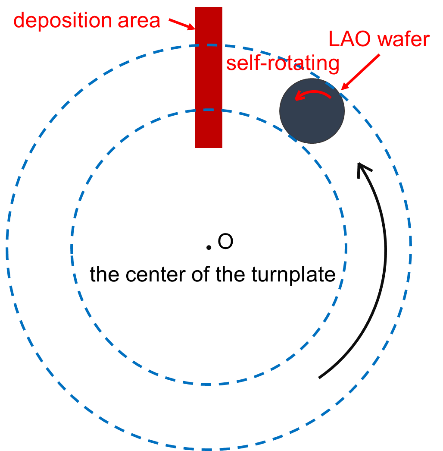 deposition area
LAO wafer
self-rotating
O
the center of the turnplate